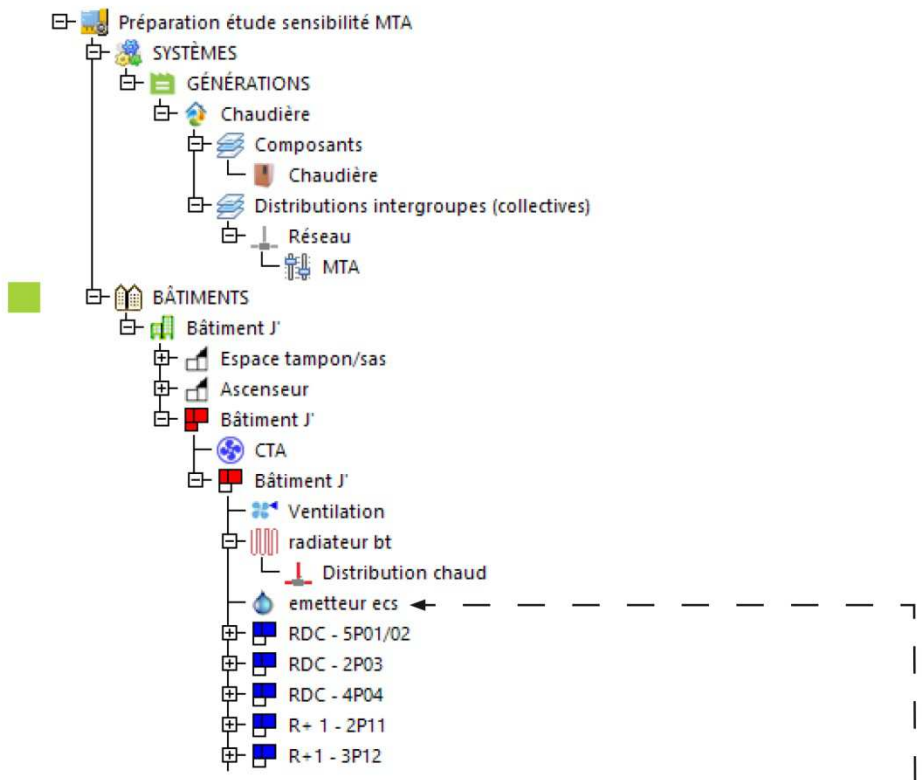 Préparation étude sensibilité MTA
SYSTÈMES
GÉNÉRATIONS
Chaudière
Composants
Chaudière
Distributions intergroupes (collectives)
Réseau
MTA
BÂTIMENTS
Bâtiment J'
Espace tampon/sas
Ascenseur
Bâtiment J'
CTA
Bâtiment J'
Ventilation
radiateur bt
Distribution chaud
emetteur ecs
RDC - 5P01/02
RDC - 2P03
RDC - 4P04
R+ 1 - 2P11
R+1 - 3P12